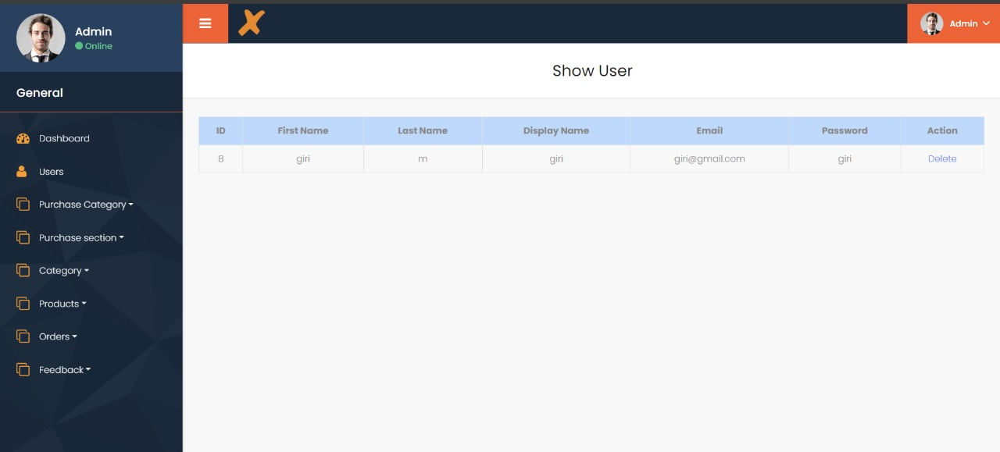 Admin
Online
General
Dashboard
Users
Purchase Category
Purchase section
Category
Products
Orders
Feedback
Admin
Show User
ID First Name Last Name Display Name Email Password Action
8 giri m giri giri@gmail.com giri Delete